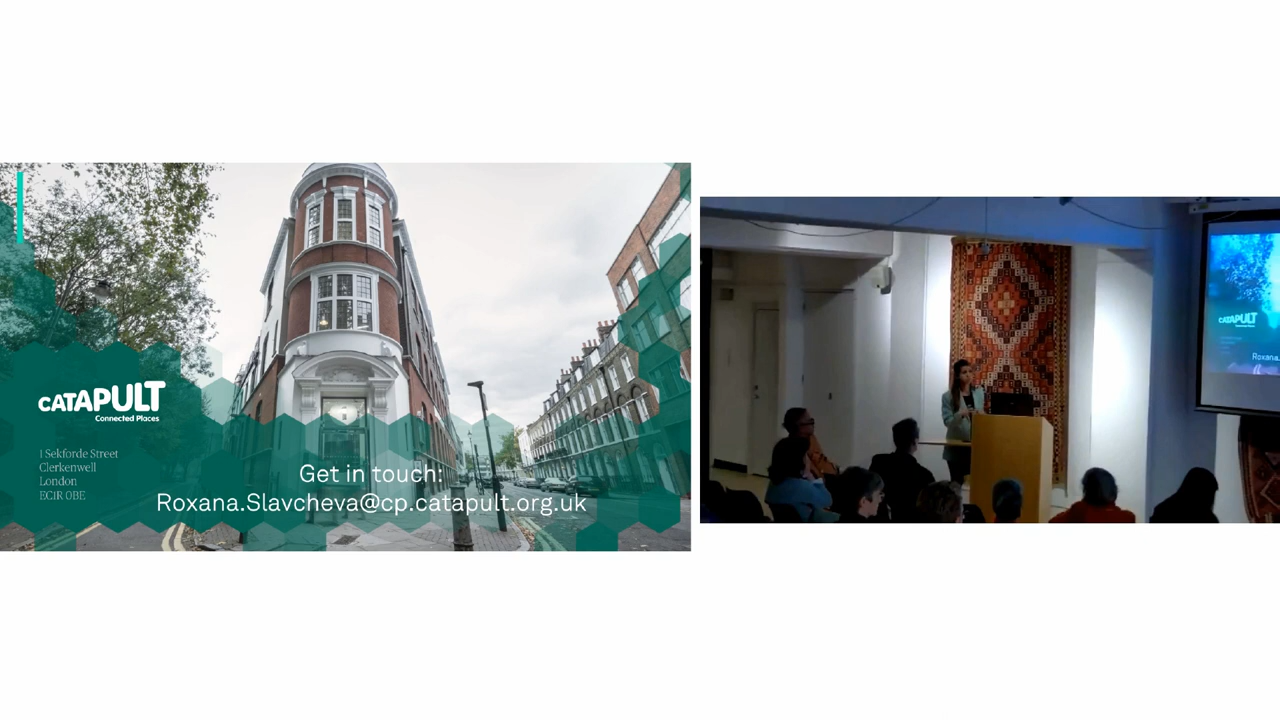 CATAPULT
Connected Places
1 Sekforde Street
Clerkenwell
London
EC1R 0BE
Get in touch:
Roxana.Slavcheva@cp.catapult.org.uk
CATAPULT
Roxana.